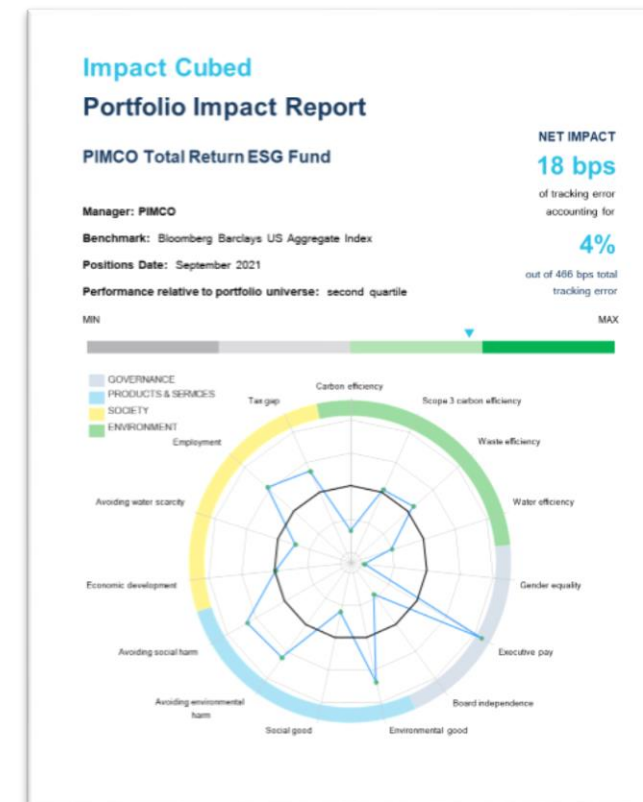 Impact Cubed
Portfolio Impact Report
PIMCO Total Return ESG Fund
NET IMPACT
18 bps
of tracking error
accounting for
4%
out of 466 bps total
tracking error
Manager: PIMCO
Benchmark: Bloomberg Barclays US Aggregate Index
Positions Date: September 2021
Performance relative to portfolio universe: second quartile
MIN
MAX
GOVERNANCE
PRODUCTS & SERVICES
SOCIETY
ENVIRONMENT
Carbon efficiency
Scope 3 carbon efficiency
Waste efficiency
Water efficiency
Gender equality
Executive pay
Board independence
Environmental good
Social good
Avoiding environmental
harm
Avoiding social harm
Economic development
Avoiding water scarcity
Employment
Tax gap